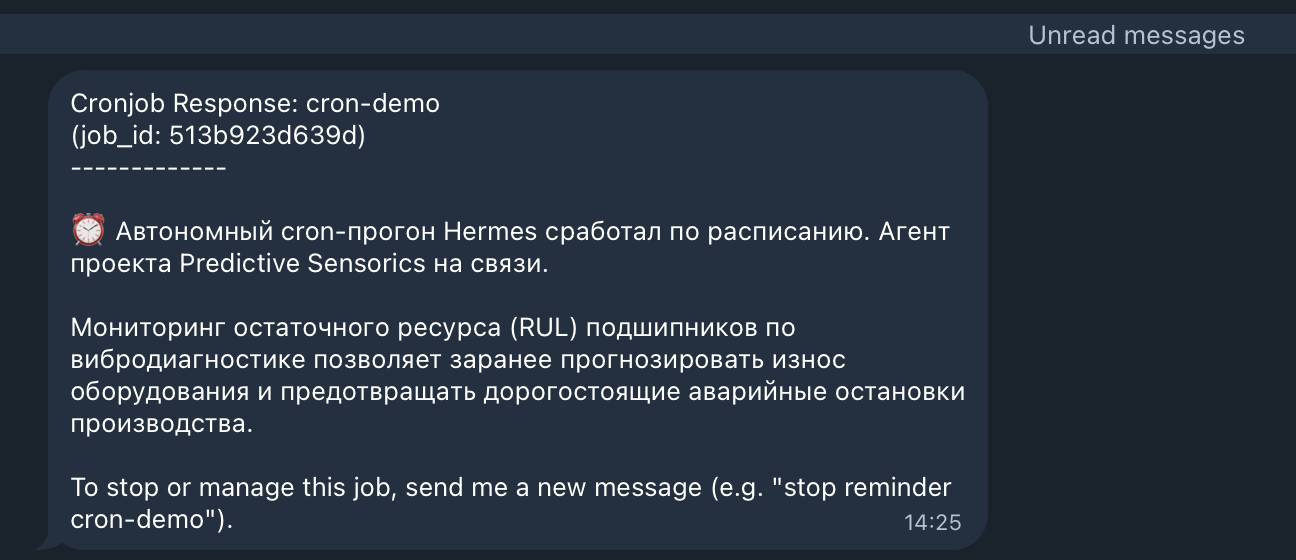 Unread messages
Cronjob Response: cron-demo
(job_id: 513b923d639d)
-------------
⏰ Автономный cron-прогон Hermes сработал по расписанию. Агент
проекта Predictive Sensorics на связи.
Мониторинг остаточного ресурса (RUL) подшипников по
вибродиагностике позволяет заранее прогнозировать износ
оборудования и предотвращать дорогостоящие аварийные остановки
производства.
To stop or manage this job, send me a new message (e.g. "stop reminder
cron-demo").
14:25